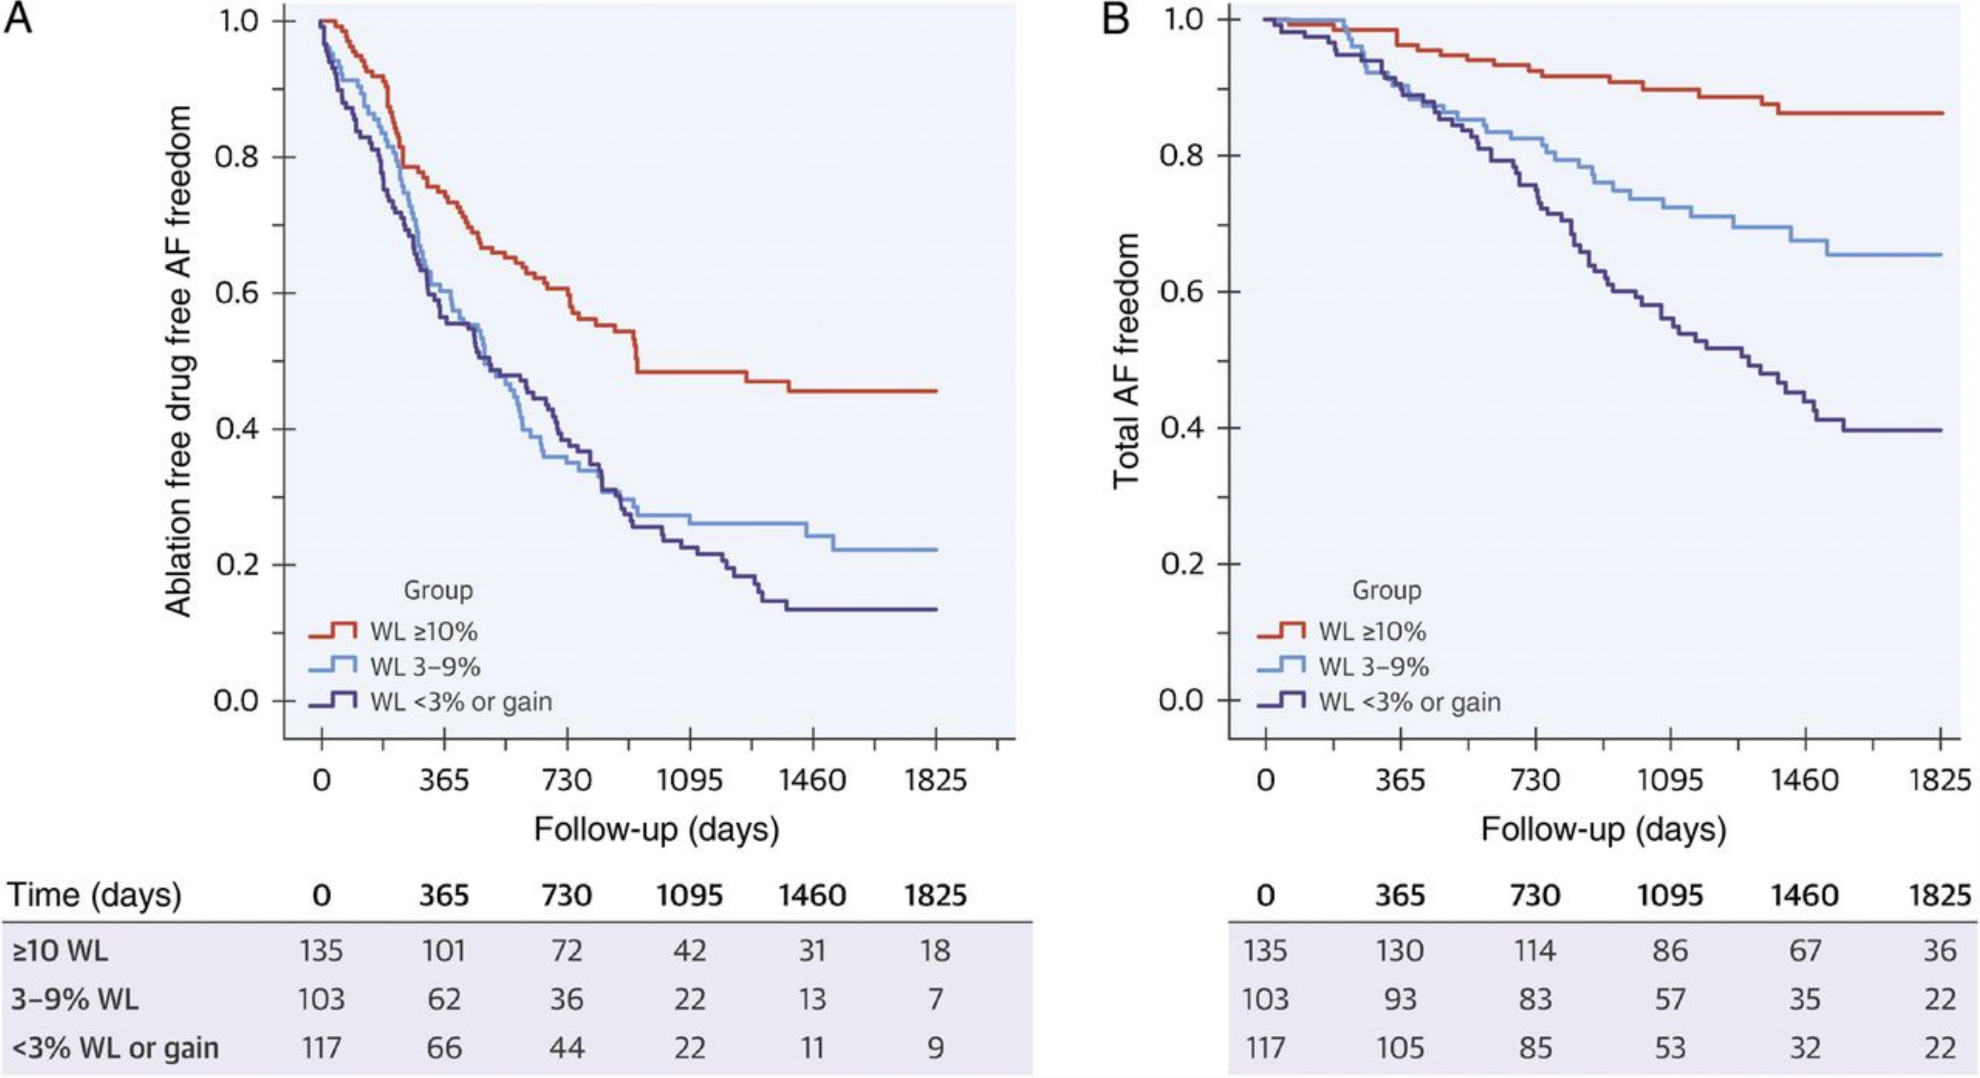 A
Ablation free drug free AF freedom
1.0
0.8
0.6
0.4
0.2
0.0
Group
WL ≥10%
WL 3–9%
WL <3% or gain
0 365 730 1095 1460 1825
Follow-up (days)
B
Total AF freedom
1.0
0.8
0.6
0.4
0.2
0.0
Group
WL ≥10%
WL 3–9%
WL <3% or gain
0 365 730 1095 1460 1825
Follow-up (days)
Time (days) 0 365 730 1095 1460 1825 0 365 730 1095 1460 1825
≥10 WL 135 101 72 42 31 18 135 130 114 86 67 36
3–9% WL 103 62 36 22 13 7 103 93 83 57 35 22
<3% WL or gain 117 66 44 22 11 9 117 105 85 53 32 22